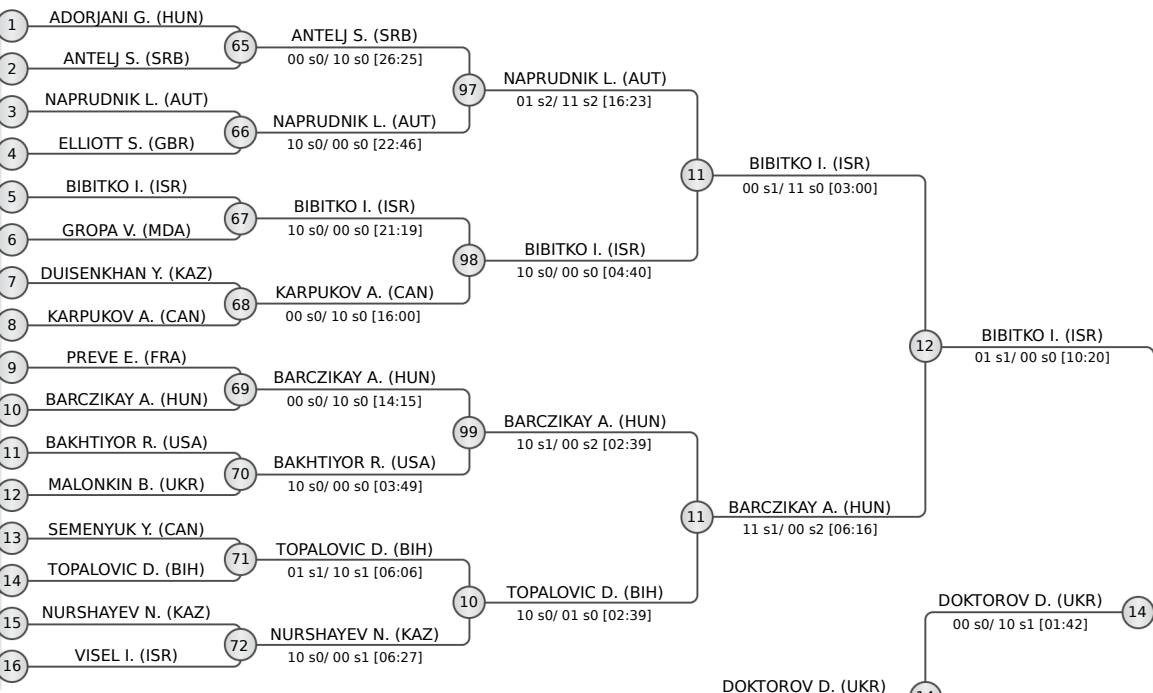 1
ADORJANI G. (HUN)
2
ANTELJ S. (SRB)
65
ANTELJ S. (SRB)
00 s0/ 10 s0 [26:25]
3
NAPRUDNIK L. (AUT)
4
ELLIOTT S. (GBR)
66
NAPRUDNIK L. (AUT)
10 s0/ 00 s0 [22:46]
97
NAPRUDNIK L. (AUT)
01 s2/ 11 s2 [16:23]
5
BIBITKO I. (ISR)
6
GROPA V. (MDA)
67
BIBITKO I. (ISR)
10 s0/ 00 s0 [21:19]
7
DUISENKHAN Y. (KAZ)
8
KARPUKOV A. (CAN)
68
KARPUKOV A. (CAN)
00 s0/ 10 s0 [16:00]
98
BIBITKO I. (ISR)
10 s0/ 00 s0 [04:40]
11
BIBITKO I. (ISR)
00 s1/ 11 s0 [03:00]
9
PREVE E. (FRA)
10
BARCZIKAY A. (HUN)
69
BARCZIKAY A. (HUN)
00 s0/ 10 s0 [14:15]
11
BAKHTIYOR R. (USA)
12
MALONKIN B. (UKR)
70
BAKHTIYOR R. (USA)
10 s0/ 00 s0 [03:49]
99
BARCZIKAY A. (HUN)
10 s1/ 00 s2 [02:39]
13
SEMENYUK Y. (CAN)
14
TOPALOVIC D. (BIH)
71
TOPALOVIC D. (BIH)
01 s1/ 10 s1 [06:06]
15
NURSHAYEV N. (KAZ)
16
VISEL I. (ISR)
72
NURSHAYEV N. (KAZ)
10 s0/ 00 s1 [06:27]
10
TOPALOVIC D. (BIH)
10 s0/ 01 s0 [02:39]
11
BARCZIKAY A. (HUN)
11 s1/ 00 s2 [06:16]
12
BIBITKO I. (ISR)
01 s1/ 00 s0 [10:20]
DOKTOROV D. (UKR)
00 s0/ 10 s1 [01:42]
14
DOKTOROV D. (UKR)